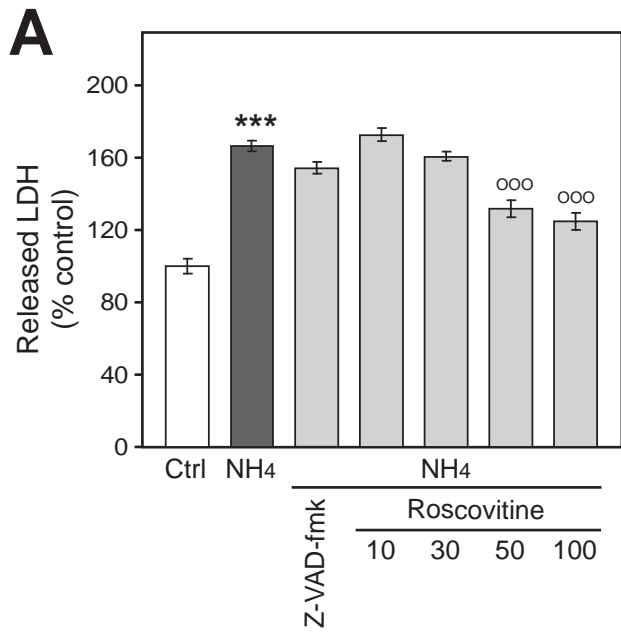 A
Released LDH
(% control)
200
160
120
80
40
0
***
ooo
ooo
Ctrl
NH4
NH4
Z-VAD-fmk
Roscovitine
10
30
50
100